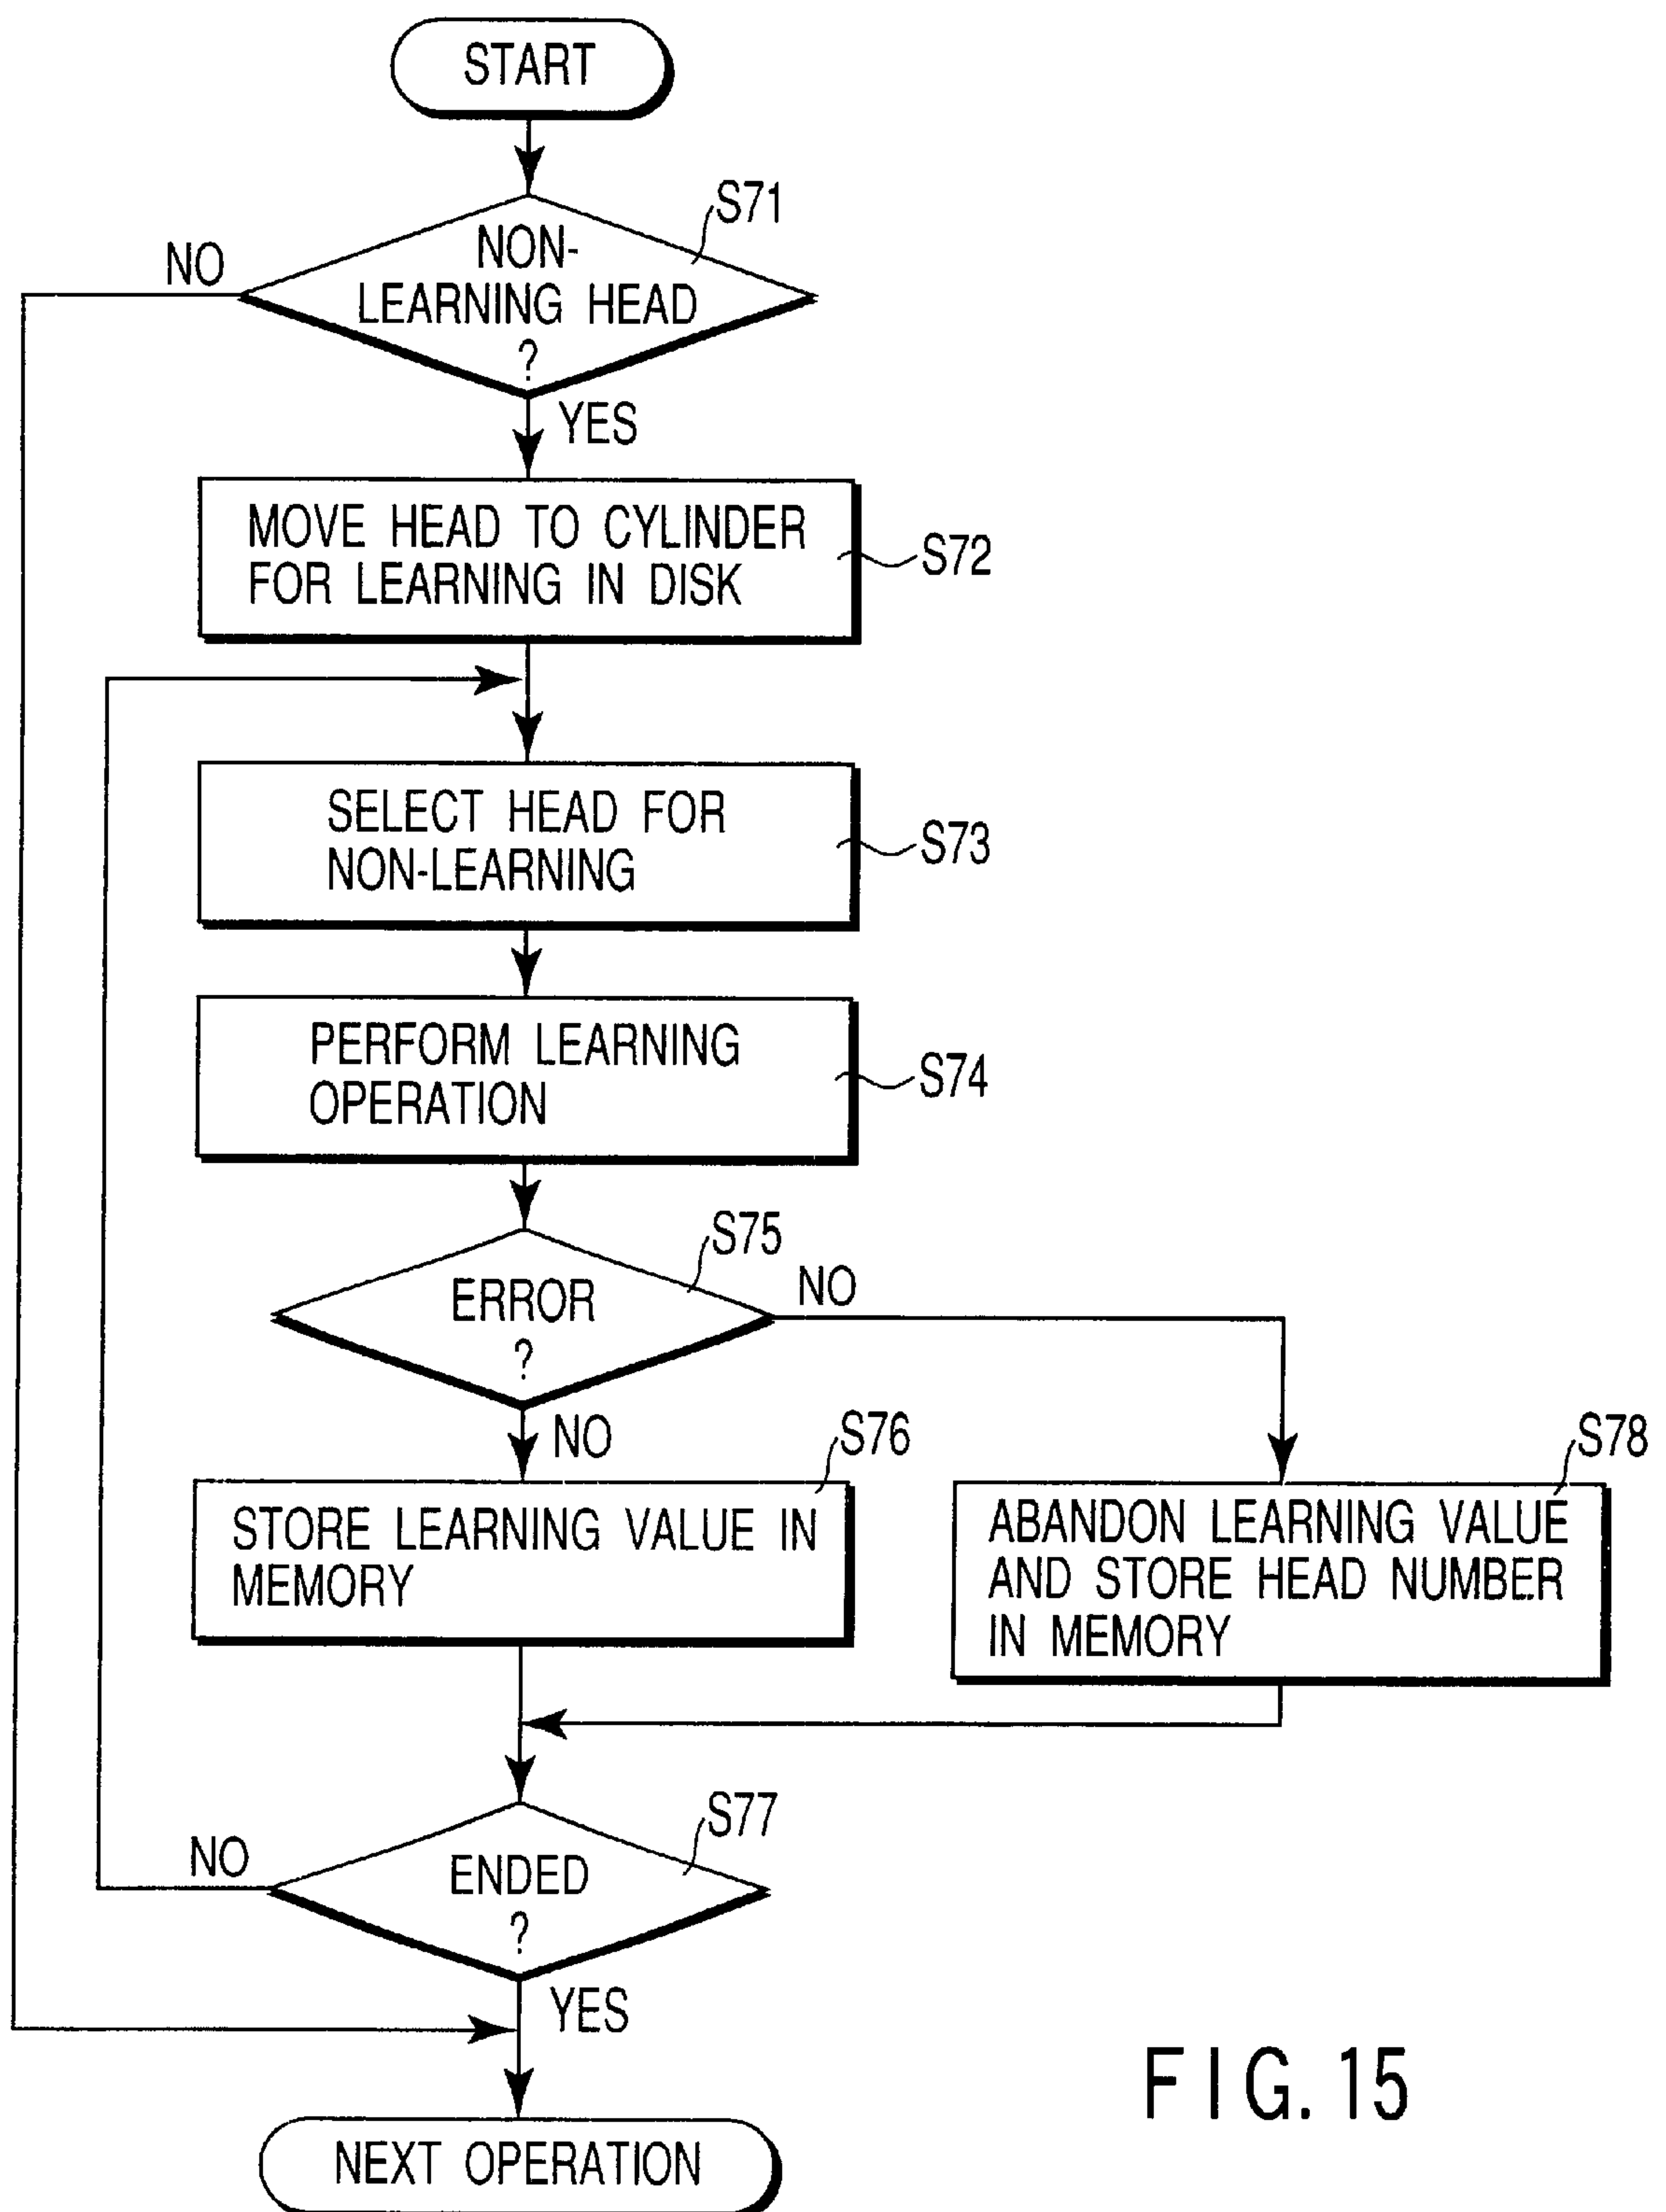 START
S71
NO
NON-
LEARNING HEAD
?
YES
MOVE HEAD TO CYLINDER
FOR LEARNING IN DISK
S72
SELECT HEAD FOR
NON-LEARNING
S73
PERFORM LEARNING
OPERATION
S74
S75
ERROR
?
NO
NO
S76
STORE LEARNING VALUE IN
MEMORY
S78
ABANDON LEARNING VALUE
AND STORE HEAD NUMBER
IN MEMORY
S77
NO
ENDED
?
YES
NEXT OPERATION
FIG. 15